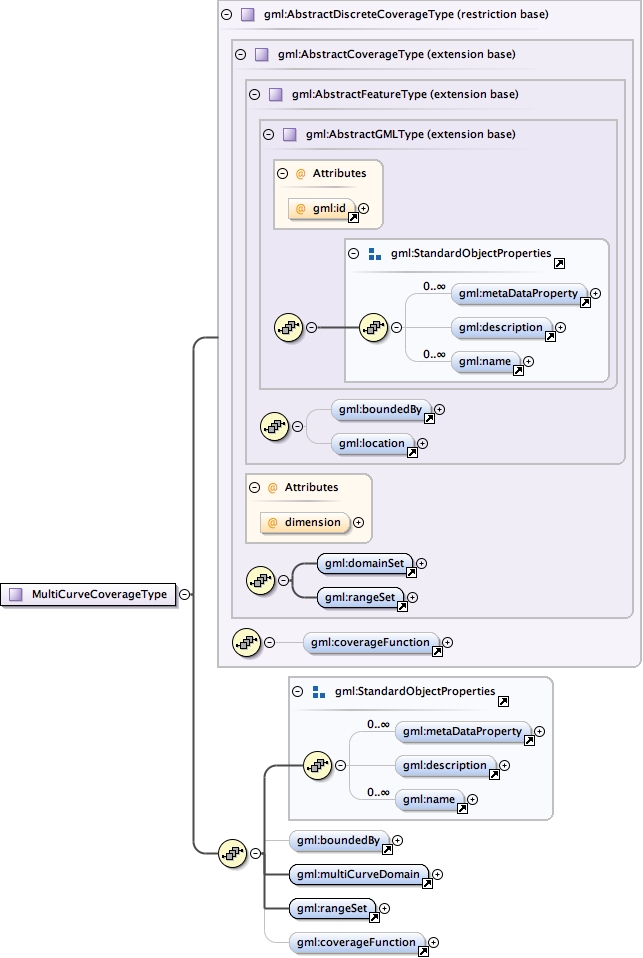 gml:AbstractDiscreteCoverageType (restriction base)
gml:AbstractCoverageType (extension base)
gml:AbstractFeatureType (extension base)
gml:AbstractGMLType (extension base)
@ Attributes
@ gml:id
gml:StandardObjectProperties
0..∞
gml:metaDataProperty
gml:description
0..∞
gml:name
gml:boundedBy
gml:location
@ Attributes
@ dimension
gml:domainSet
gml:rangeSet
MultiCurveCoverageType
gml:coverageFunction
gml:StandardObjectProperties
0..∞
gml:metaDataProperty
gml:description
0..∞
gml:name
gml:boundedBy
gml:multiCurveDomain
gml:rangeSet
gml:coverageFunction